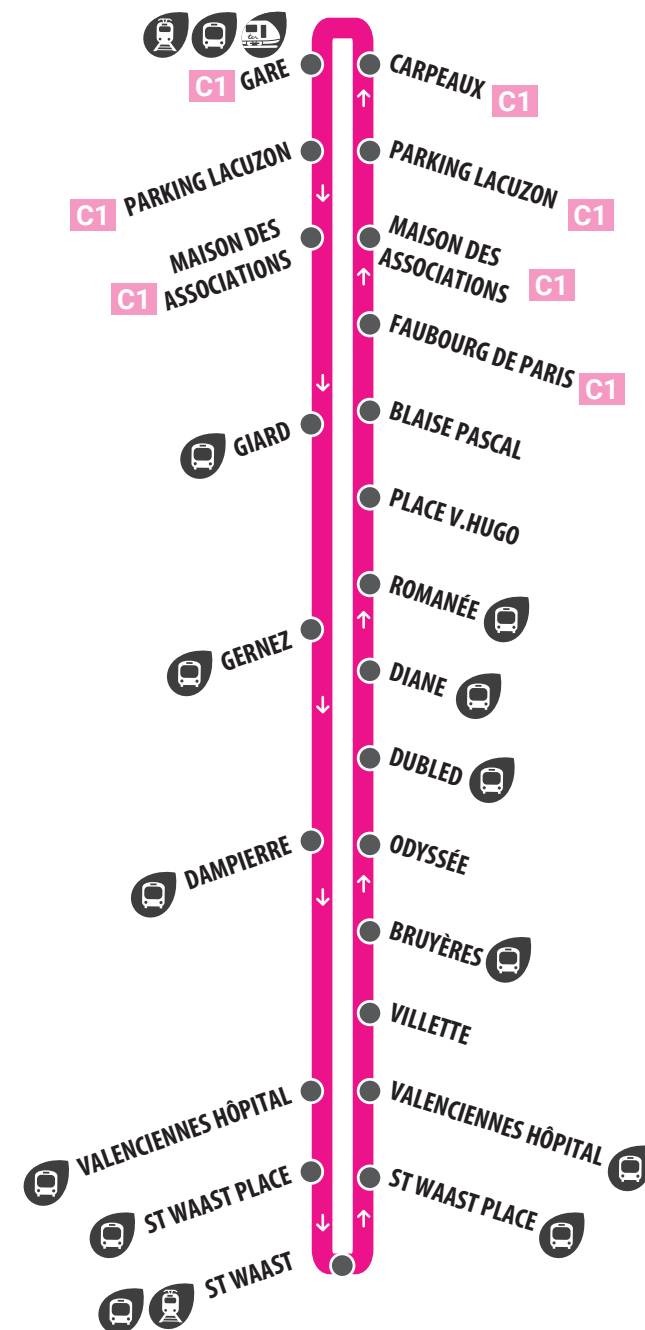 C1 GARE
C1 PARKING LACUZON
MAISON DES
C1 ASSOCIATIONS
GIARD
GERNEZ
DAMPIERRE
VALENCIENNES HÔPITAL
ST WAAST PLACE
ST WAAST
CARPEAUX C1
PARKING LACUZON C1
MAISON DES
ASSOCIATIONS C1
FAUBOURG DE PARIS C1
BLAISE PASCAL
PLACE V.HUGO
ROMANÉE
DIANE
DUBLED
ODYSSÉE
BRUYÈRES
VILLETTE
VALENCIENNES HÔPITAL
ST WAAST PLACE